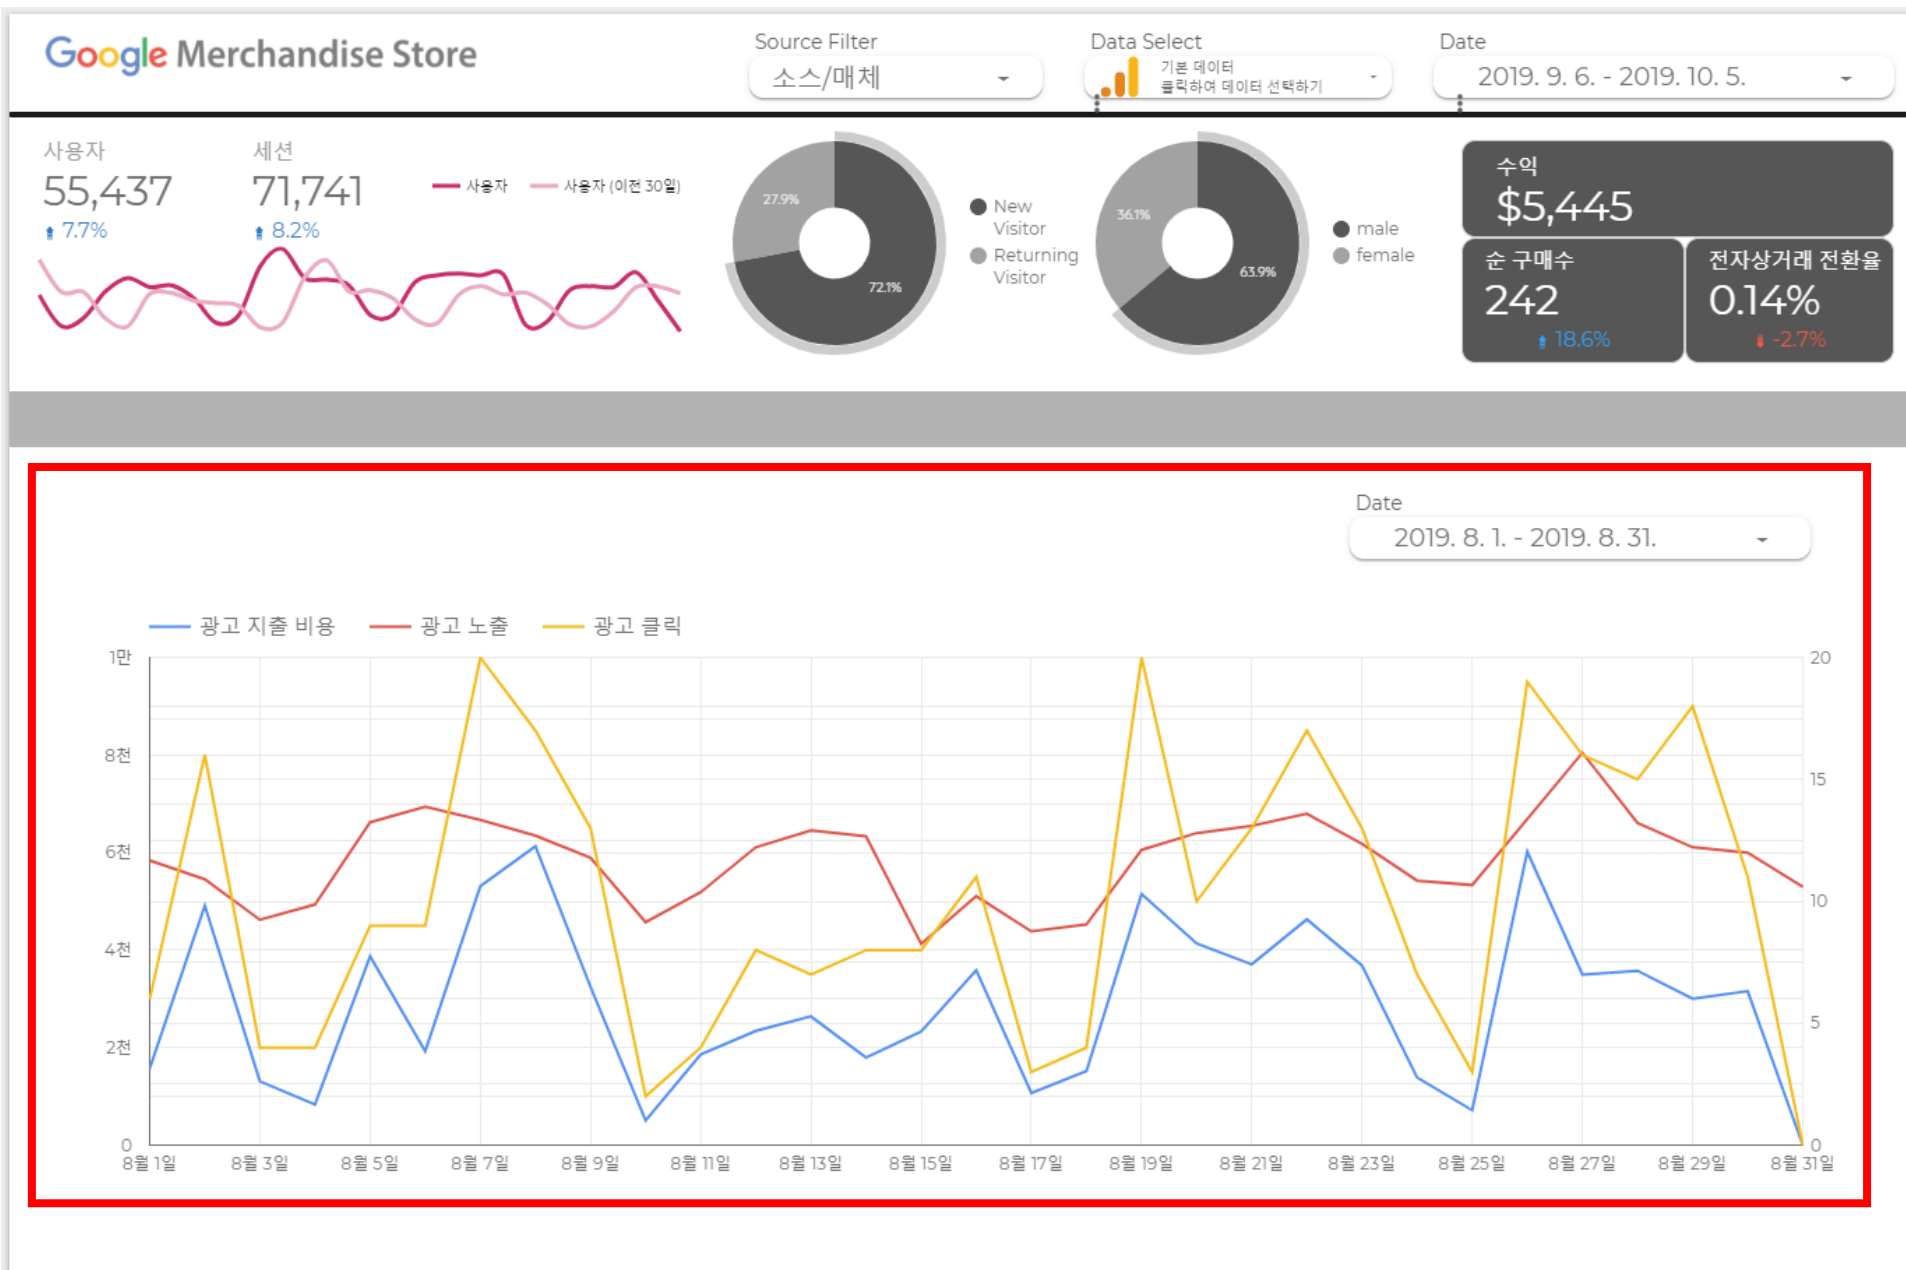 Google Merchandise Store
Source Filter
소스/매체
Data Select
기본 데이터
클릭하여 데이터 선택하기
Date
2019. 9. 6. - 2019. 10. 5.
사용자
55,437
7.7%
세션
71,741
8.2%
사용자
사용자 (이전 30일)
27.9%
72.1%
New
Visitor
Returning
Visitor
36.1%
63.9%
male
female
수익
$5,445
순 구매수
242
18.6%
전자상거래 전환율
0.14%
-2.7%
Date
2019. 8. 1. - 2019. 8. 31.
광고 지출 비용
광고 노출
광고 클릭
1만
8천
6천
4천
2천
0
20
15
10
5
0
8월 1일
8월 3일
8월 5일
8월 7일
8월 9일
8월 11일
8월 13일
8월 15일
8월 17일
8월 19일
8월 21일
8월 23일
8월 25일
8월 27일
8월 29일
8월 31일